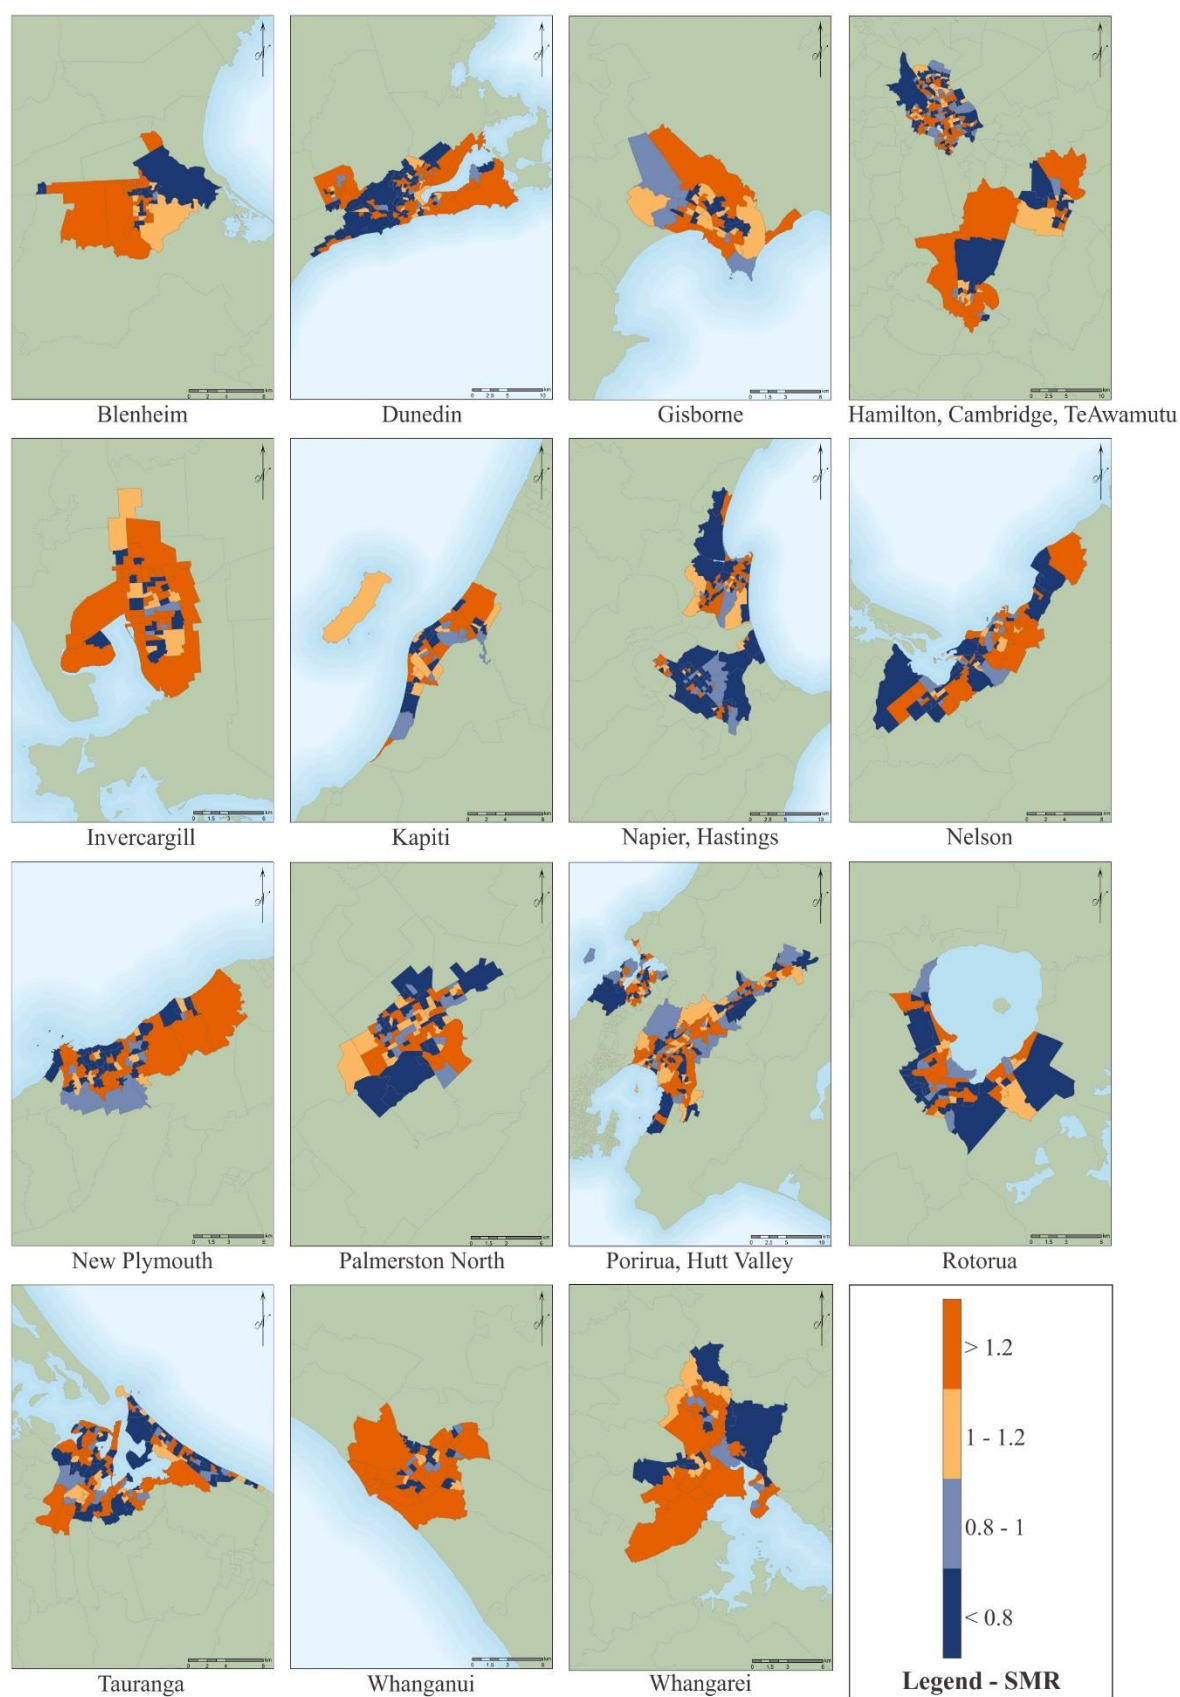 Blenheim
Dunedin
Gisborne
Hamilton, Cambridge, TeAwamutu
Invercargill
Kapiti
Napier, Hastings
Nelson
New Plymouth
Palmerston North
Porirua, Hutt Valley
Rotorua
Tauranga
Whanganui
Whangarei
> 1.2
1 - 1.2
0.8 - 1
< 0.8
Legend - SMR